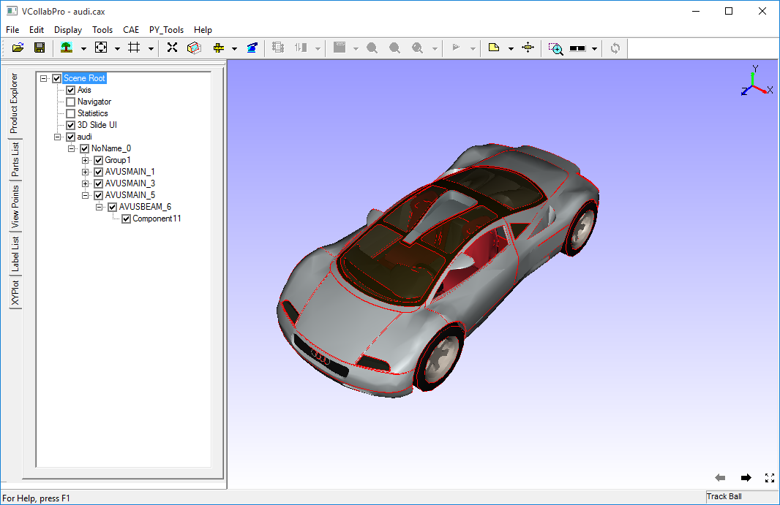 VCollabPro - audi.cax
File Edit Display Tools CAE PY_Tools Help
Product Explorer
Parts List
View Points
Label List
XYPlot
Scene Root
Axis
Navigator
Statistics
3D Slide UI
audi
NoName_0
Group1
AVUSMAIN_1
AVUSMAIN_3
AVUSMAIN_5
AVUSBEAM_6
Component11
Y
X
Z
For Help, press F1
Track Ball